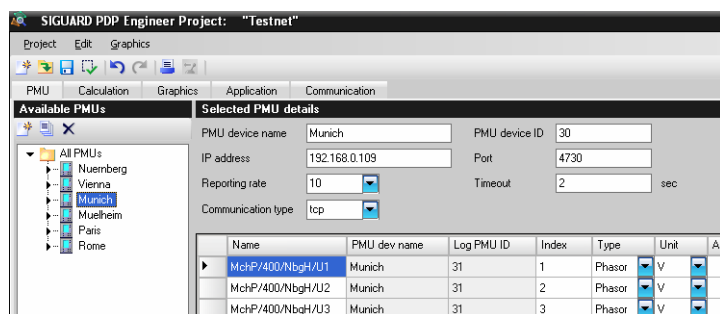 SIGUARD PDP Engineer Project: "Testnet"
Project Edit Graphics
PMU Calculation Graphics Application Communication
Available PMUs
All PMUs
Nuernberg
Vienna
Munich
Muelheim
Paris
Rome
Selected PMU details
PMU device name Munich PMU device ID 30
IP address 192.168.0.109 Port 4730
Reporting rate 10 Timeout 2 sec
Communication type tcp
Name PMU dev name Log PMU ID Index Type Unit A
MchP/400/NbgH/U1 Munich 31 1 Phasor V
MchP/400/NbgH/U2 Munich 31 2 Phasor V
MchP/400/NbgH/U3 Munich 31 3 Phasor V